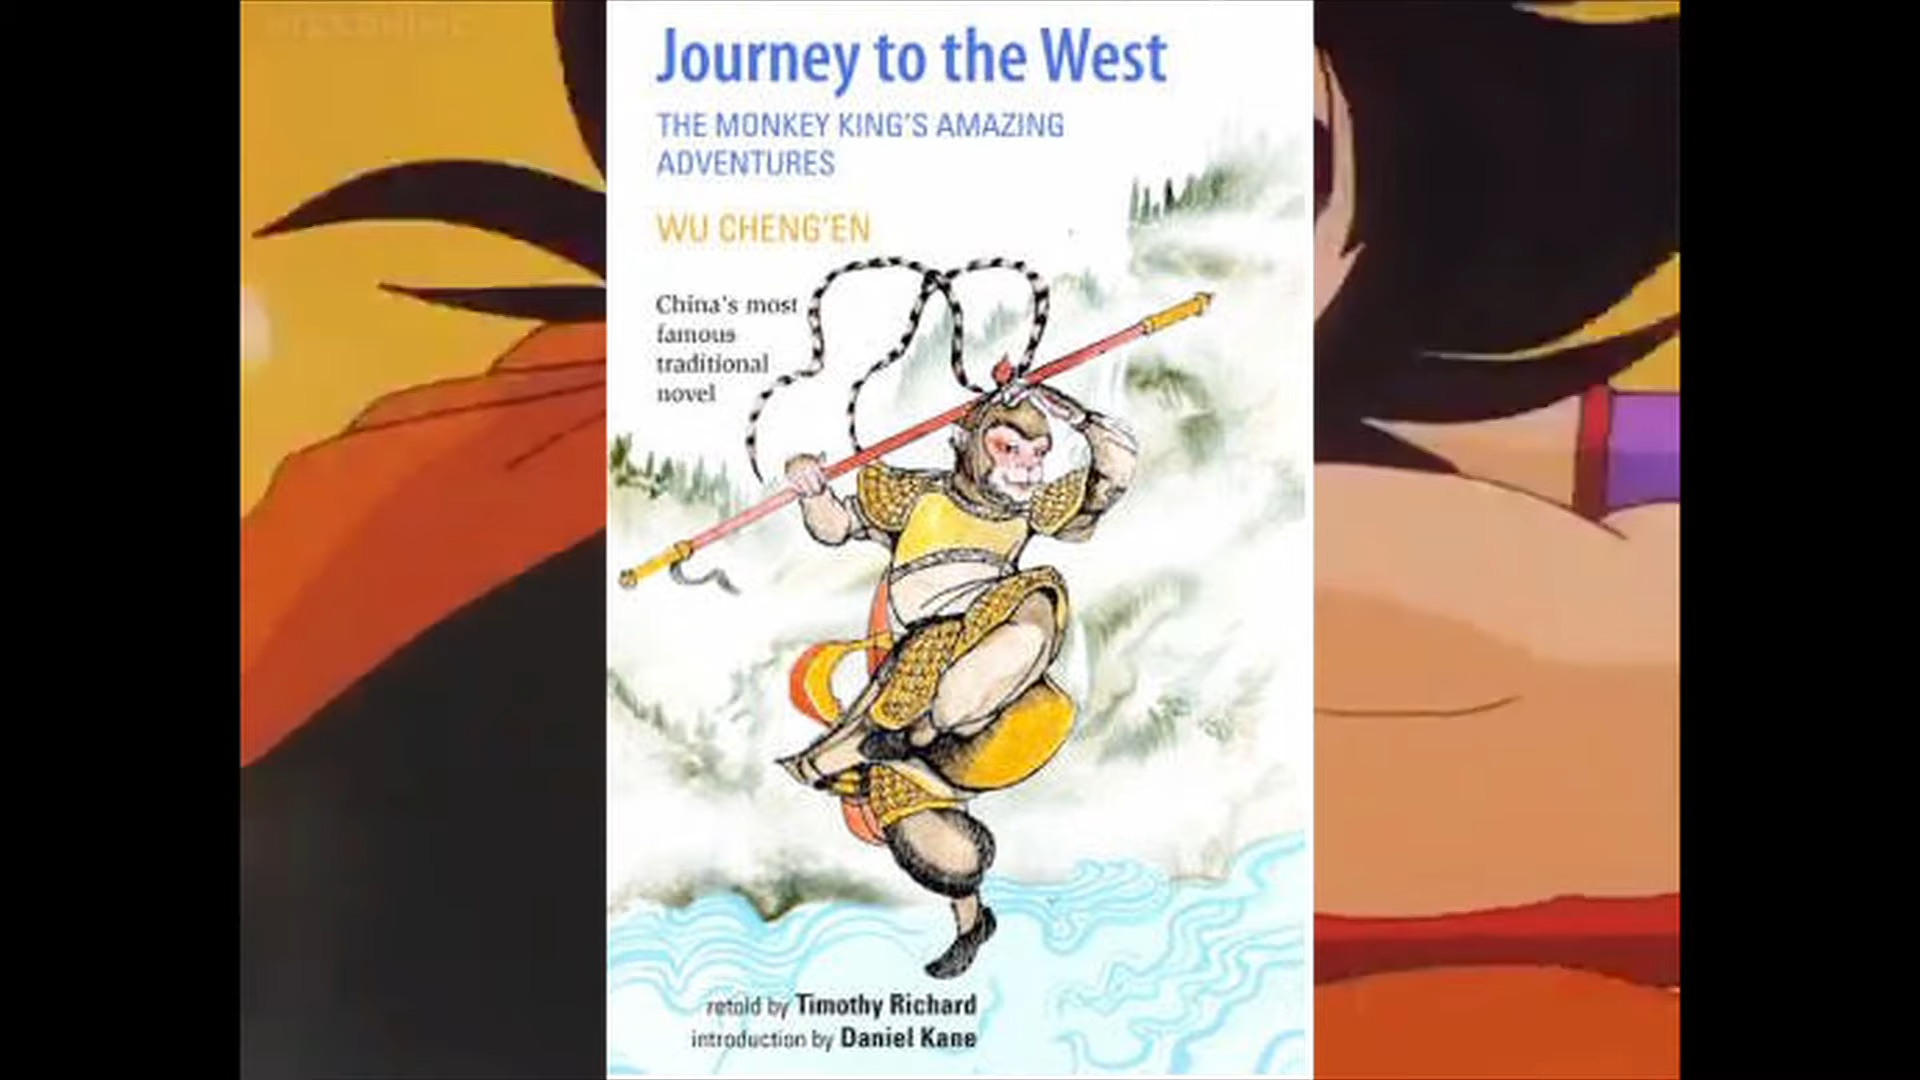 Journey to the West
THE MONKEY KING'S AMAZING
ADVENTURES
WU CHENG'EN
China's most
famous
traditional
novel
retold by Timothy Richard
introduction by Daniel Kane